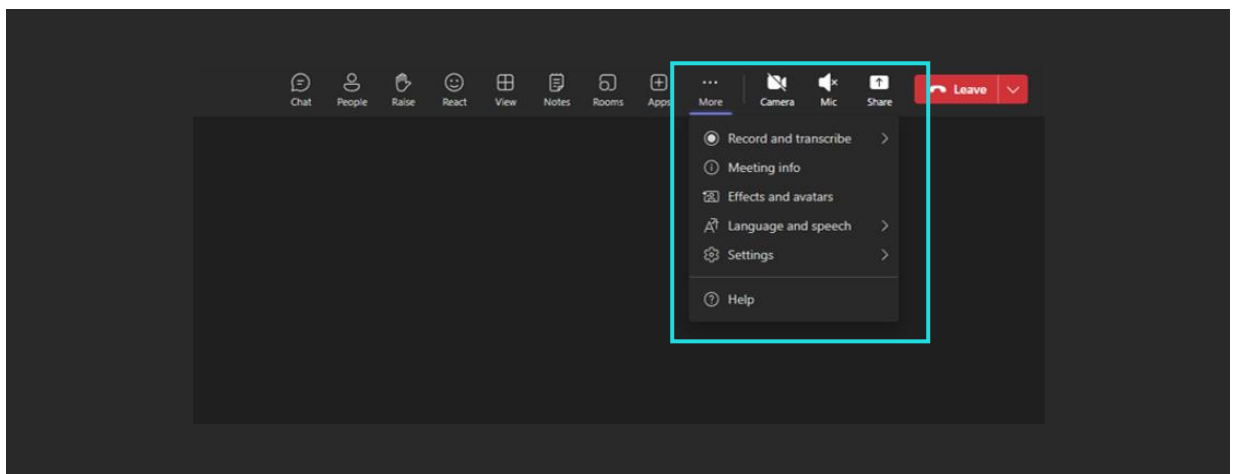 Chat People Raise React View Notes Rooms Apps More Camera Mic Share Leave
Record and transcribe
Meeting info
Effects and avatars
Language and speech
Settings
Help